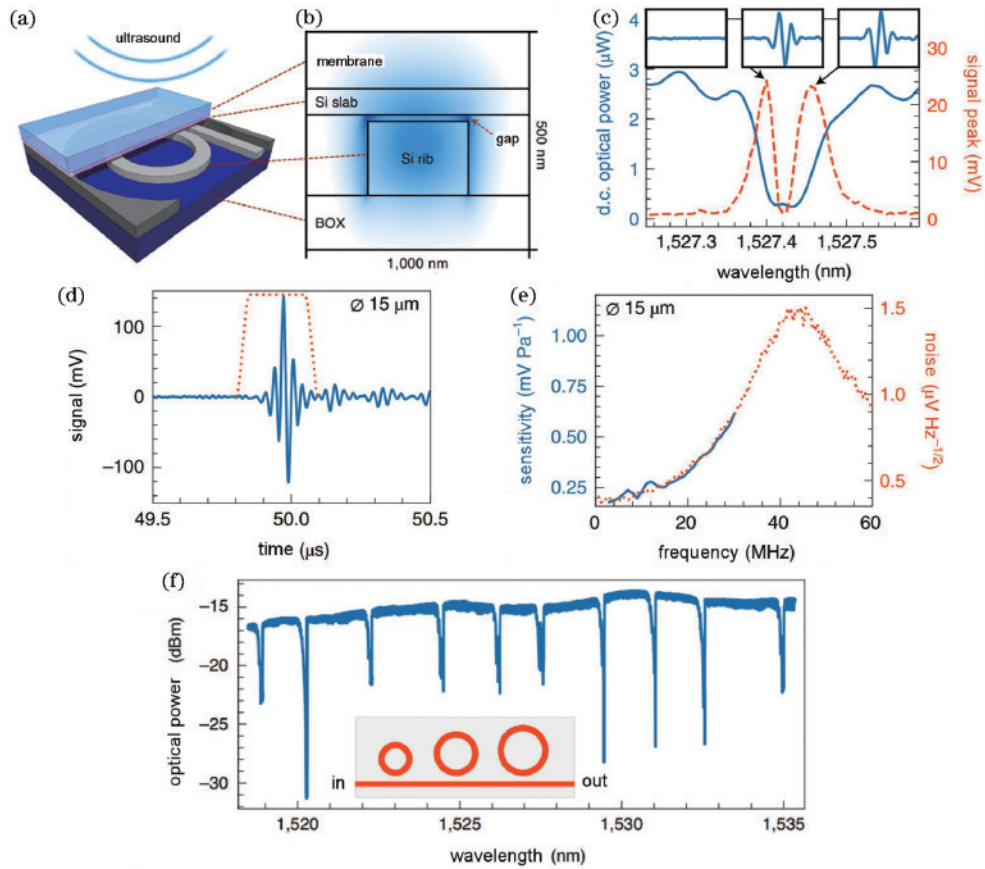 (a)
ultrasound
(b)
membrane
Si slab
gap
Si rib
BOX
500 nm
1,000 nm
(c)
4
3
2
1
0
d.c. optical power (μW)
30
20
10
0
signal peak (mV)
1,527.3
1,527.4
1,527.5
wavelength (nm)
(d)
Ø 15 μm
100
0
−100
signal (mV)
49.5
50.0
50.5
time (μs)
(e)
Ø 15 μm
1.00
0.75
0.50
0.25
sensitivity (mV Pa−1)
1.5
1.0
0.5
noise (μV Hz−1/2)
0
20
40
60
frequency (MHz)
(f)
−15
−20
−25
−30
optical power (dBm)
in
out
1,520
1,525
1,530
1,535
wavelength (nm)